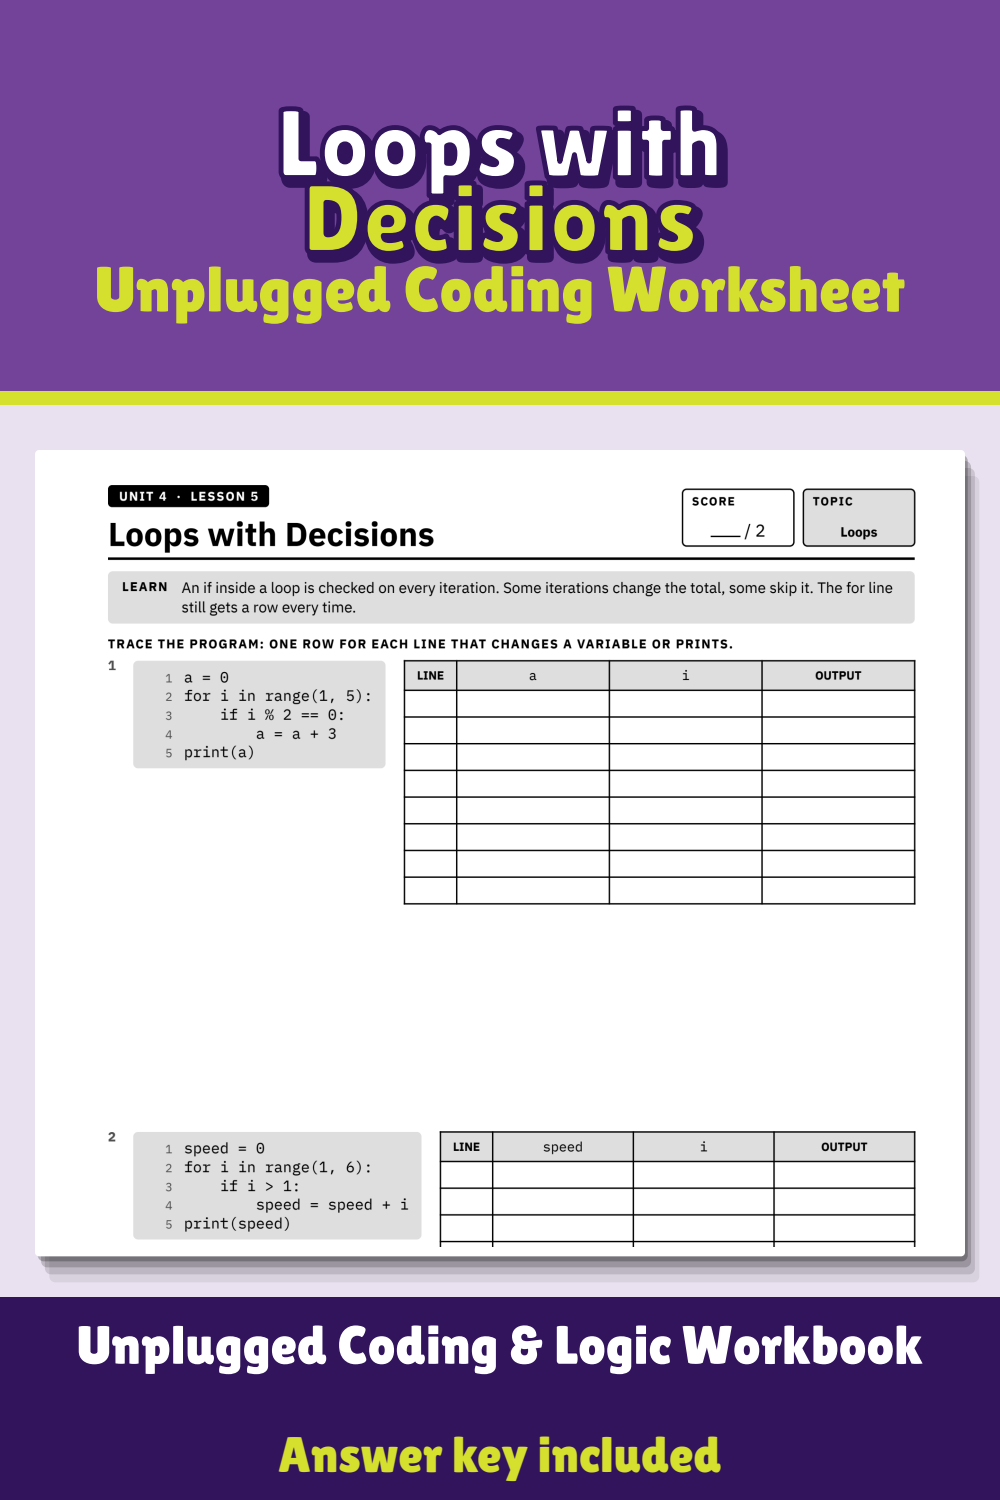 Loops with
Decisions
Unplugged Coding Worksheet
UNIT 4 · LESSON 5
Loops with Decisions
SCORE
___ / 2
TOPIC
Loops
LEARN An if inside a loop is checked on every iteration. Some iterations change the total, some skip it. The for line
still gets a row every time.
TRACE THE PROGRAM: ONE ROW FOR EACH LINE THAT CHANGES A VARIABLE OR PRINTS.
1
1 a = 0
2 for i in range(1, 5):
3     if i % 2 == 0:
4         a = a + 3
5 print(a)
LINE a i OUTPUT
2
1 speed = 0
2 for i in range(1, 6):
3     if i > 1:
4         speed = speed + i
5 print(speed)
LINE speed i OUTPUT
Unplugged Coding & Logic Workbook
Answer key included